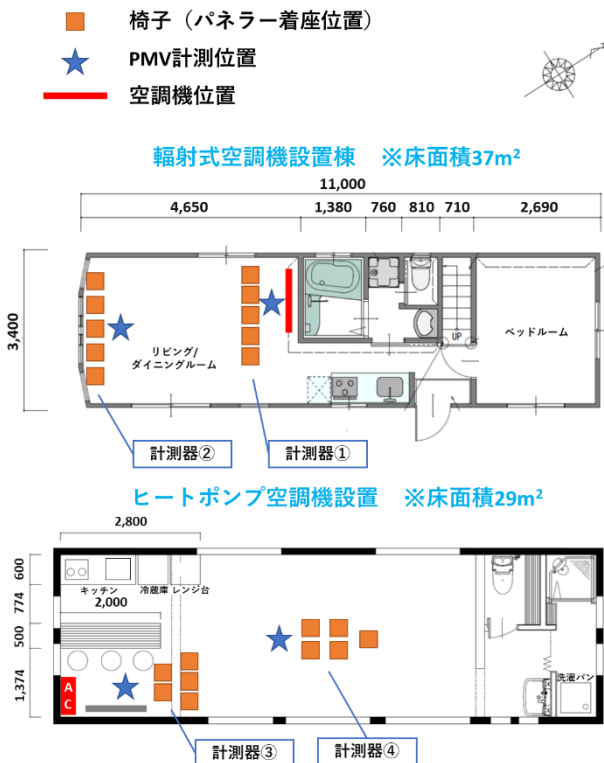 椅子（パネラー着座位置）
PMV計測位置
空調機位置
輻射式空調機設置棟 ※床面積37m²
11,000
4,650 1,380 760 810 710 2,690
3,400
リビング/
ダイニングルーム
UP
ベッドルーム
計測器②
計測器①
ヒートポンプ空調機設置 ※床面積29m²
2,800
600
774
500
1,374
キッチン 冷蔵庫 レンジ台
2,000
AC
洗濯パン
計測器③
計測器④